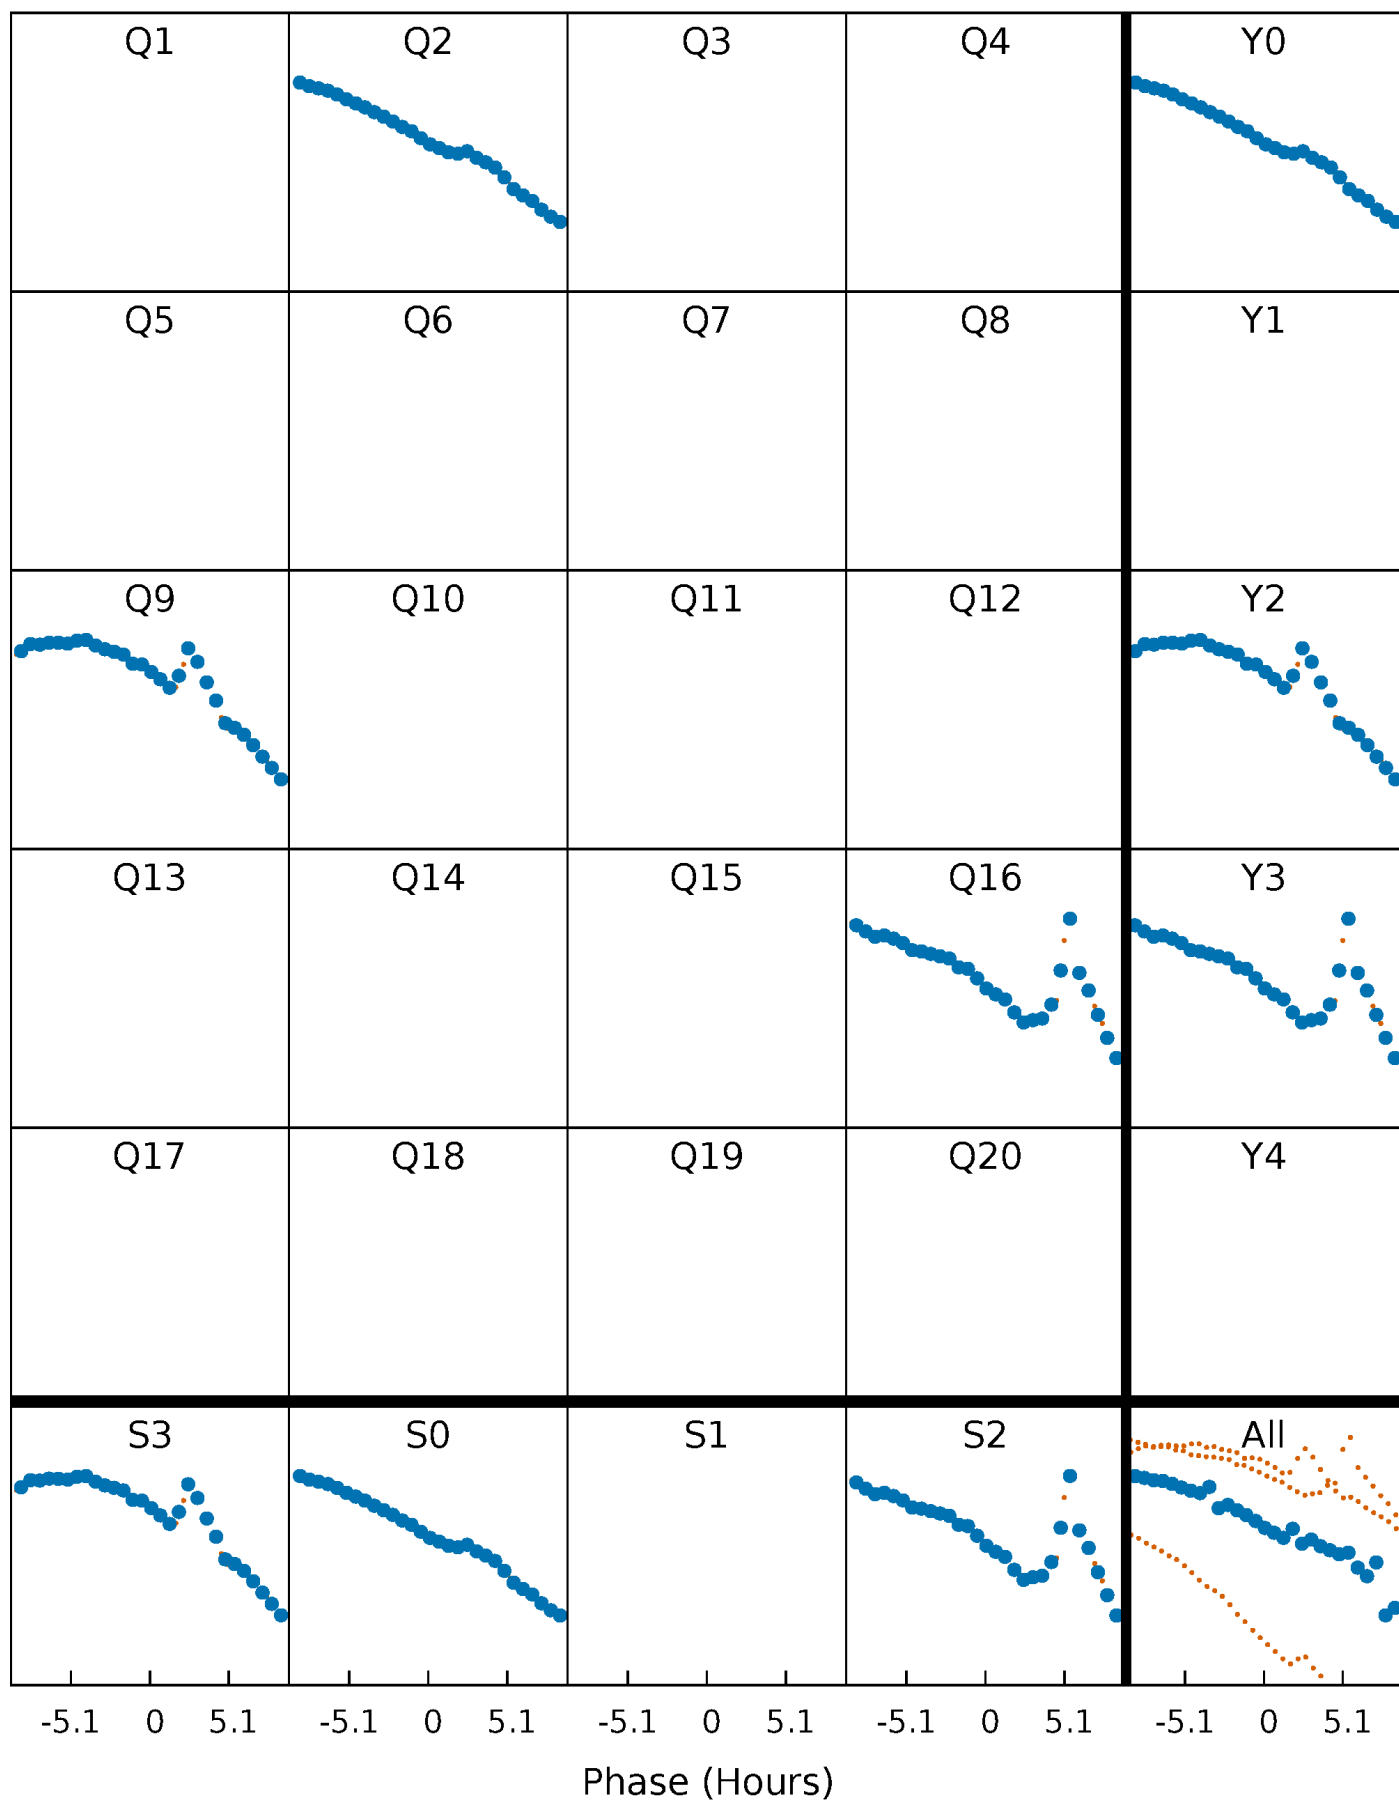 Q1 Q2 Q3 Q4 Y0
Q5 Q6 Q7 Q8 Y1
Q9 Q10 Q11 Q12 Y2
Q13 Q14 Q15 Q16 Y3
Q17 Q18 Q19 Q20 Y4
S3 S0 S1 S2 All
-5.1 0 5.1 -5.1 0 5.1 -5.1 0 5.1 -5.1 0 5.1 -5.1 0 5.1
Phase (Hours)